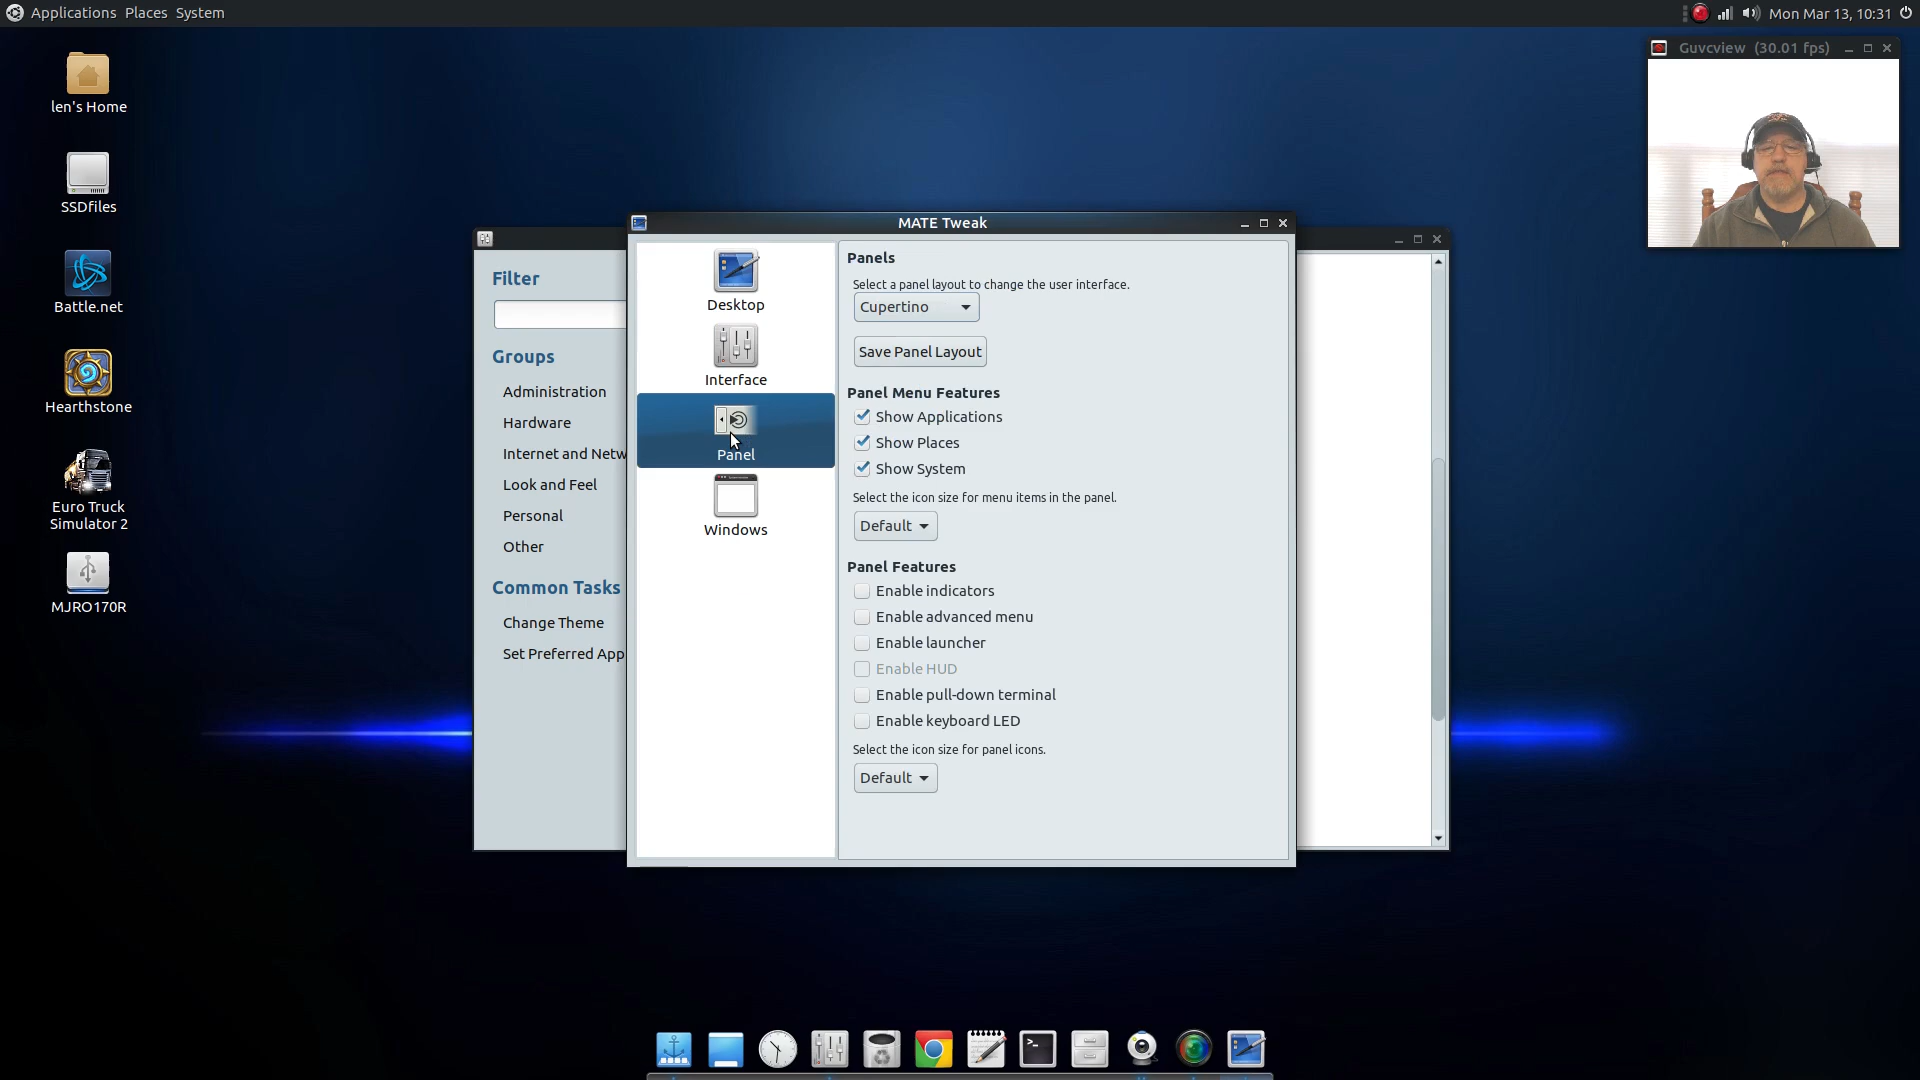 Applications Places System
Mon Mar 13, 10:31
Guvcview (30.01 fps)
len's Home
SSDfiles
Battle.net
Hearthstone
Euro Truck
Simulator 2
MJRO170R
Filter
Groups
Administration
Hardware
Internet and Netw
Look and Feel
Personal
Other
Common Tasks
Change Theme
Set Preferred App
MATE Tweak
Desktop
Interface
Panel
Windows
Panels
Select a panel layout to change the user interface.
Cupertino
Save Panel Layout
Panel Menu Features
Show Applications
Show Places
Show System
Select the icon size for menu items in the panel.
Default
Panel Features
Enable indicators
Enable advanced menu
Enable launcher
Enable HUD
Enable pull-down terminal
Enable keyboard LED
Select the icon size for panel icons.
Default